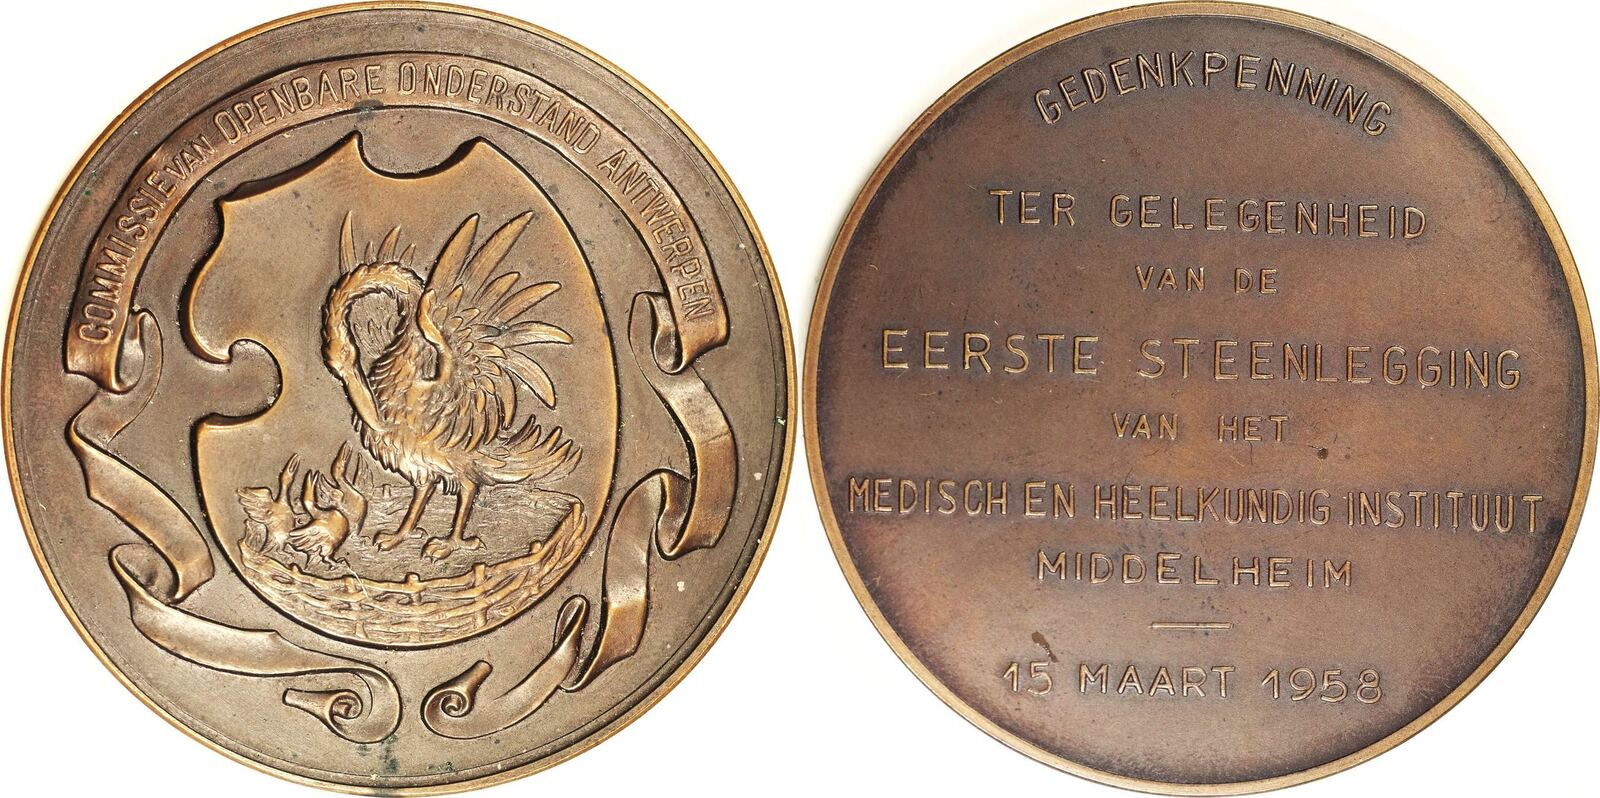 COMMISSIE VAN OPENBARE ONDERSTAND ANTWERPEN
GEDENKPENNING
TER GELEGENHEID
VAN DE
EERSTE STEENLEGGING
VAN HET
MEDISCH EN HEELKUNDIG INSTITUUT
MIDDELHEIM
15 MAART 1958